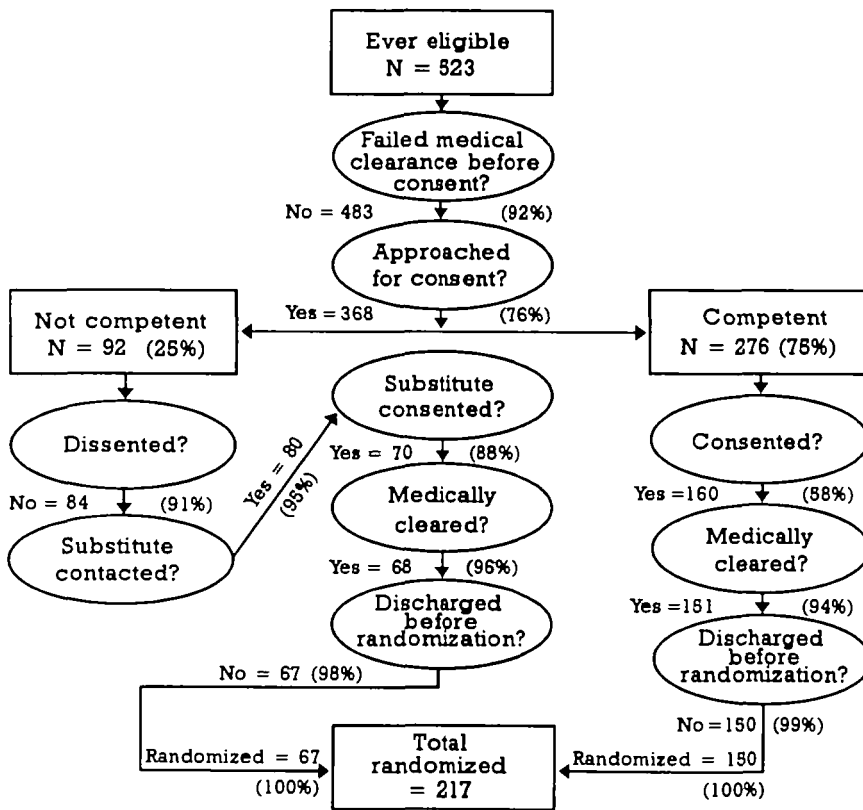 Ever eligible
N = 523
Failed medical
clearance before
consent?
No = 483 (92%)
Approached
for consent?
Yes = 368 (76%)
Not competent
N = 92 (25%)
Competent
N = 276 (75%)
Dissented?
No = 84 (91%)
Substitute
contacted?
Yes = 80
(95%)
Substitute
consented?
Yes = 70 (88%)
Medically
cleared?
Yes = 68 (96%)
Discharged
before
randomization?
No = 67 (98%)
Randomized = 67
(100%)
Consented?
Yes =160 (58%)
Medically
cleared?
Yes =151 (94%)
Discharged
before
randomization?
No =150 (99%)
Randomized = 150
(100%)
Total
randomized
= 217